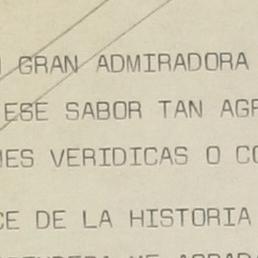 GRAN ADMIRADORA
ESE SABOR TAN AGR
NES VERIDICAS O CO
CE DE LA HISTORIA